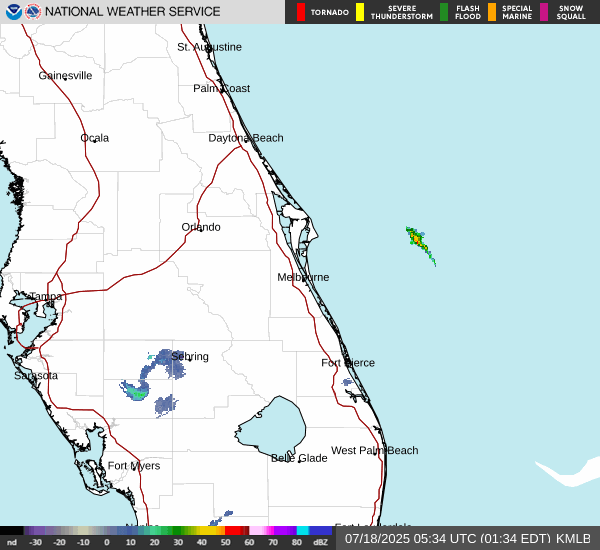 NATIONAL WEATHER SERVICE
TORNADO
SEVERE
THUNDERSTORM
FLASH
FLOOD
SPECIAL
MARINE
SNOW
SQUALL
St. Augustine
Gainesville
Palm Coast
Ocala
Daytona Beach
Orlando
Melbourne
Tampa
Sebring
Fort Pierce
Sarasota
West Palm Beach
Belle Glade
Fort Myers
Naples
Fort Lauderdale
nd -30 -20 -10 0 10 20 30 40 50 60 70 80 dBZ
07/18/2025 05:34 UTC (01:34 EDT) KMLB